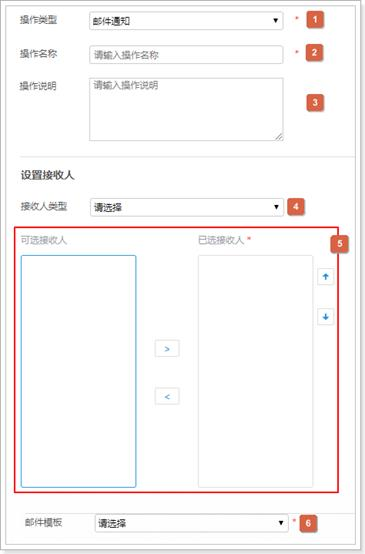 操作类型 邮件通知 * 1
操作名称 请输入操作名称 * 2
操作说明 请输入操作说明 3
设置接收人
接收人类型 请选择 4
可选接收人 已选接收人 * 5
>
<
邮件模板 请选择 * 6